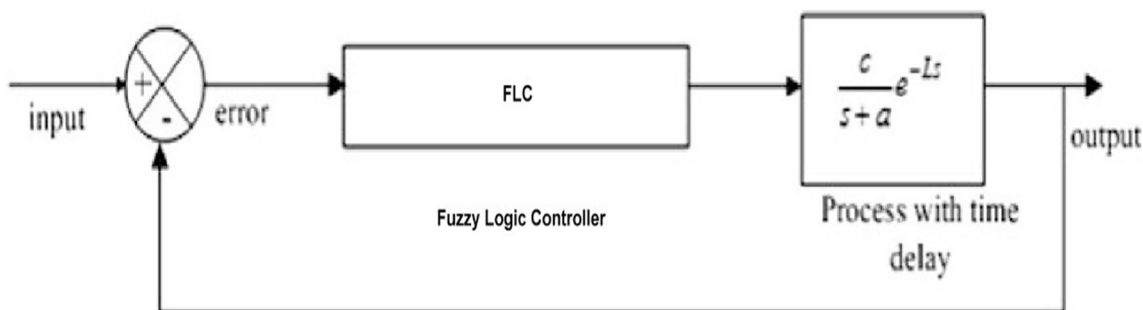 +
-
input
error
FLC
c
s + a
e^{-Ls}
output
Fuzzy Logic Controller
Process with time
delay